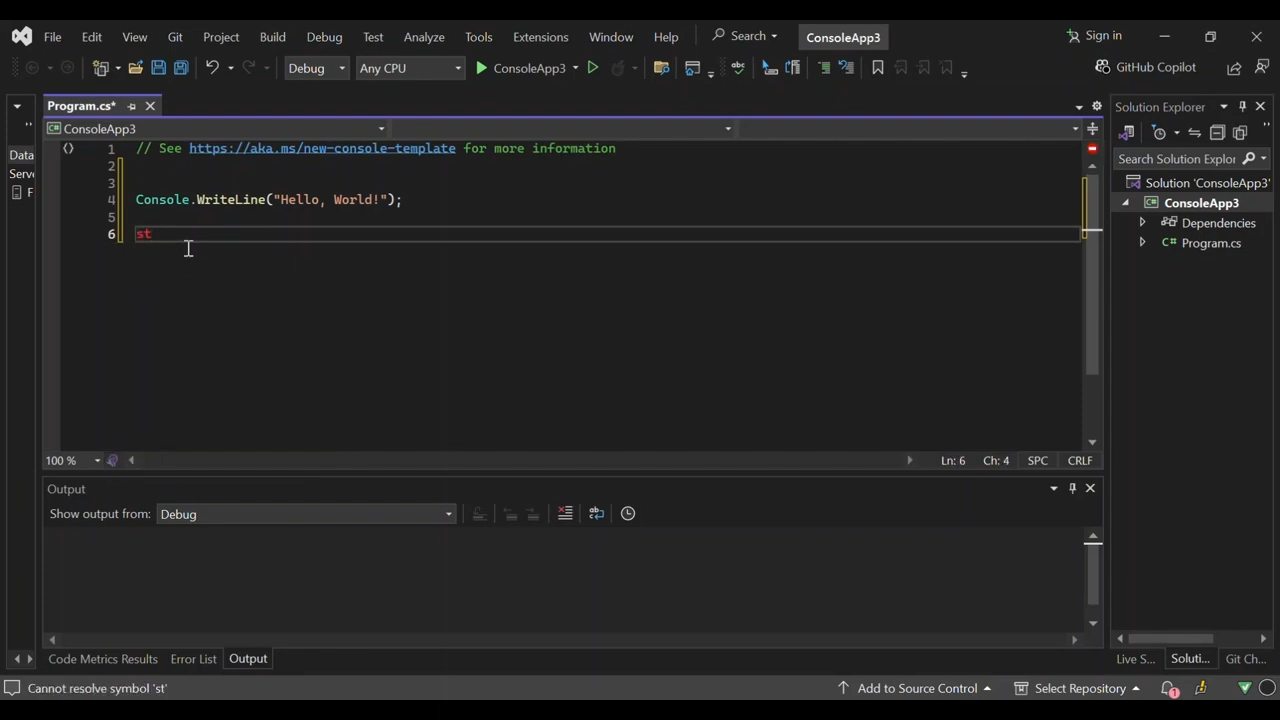 File Edit View Git Project Build Debug Test Analyze Tools Extensions Window Help Search ConsoleApp3 Sign in
Debug Any CPU ConsoleApp3 GitHub Copilot
Program.cs* Solution Explorer
ConsoleApp3
1 // See https://aka.ms/new-console-template for more information
2
3
4 Console.WriteLine("Hello, World!");
5
6 st
Data
Serv
F
Search Solution Explor
Solution 'ConsoleApp3'
ConsoleApp3
Dependencies
C# Program.cs
100 % Ln: 6 Ch: 4 SPC CRLF
Output
Show output from: Debug
Code Metrics Results Error List Output Live S... Soluti... Git Ch...
Cannot resolve symbol 'st' Add to Source Control Select Repository 1